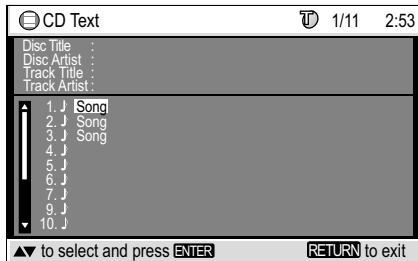 CD Text T 1/11 2:53
Disc Title :
Disc Artist :
Track Title :
Track Artist :
1. Song
2. Song
3. Song
4.
5.
6.
7.
9.
10.
to select and press ENTER RETURN to exit